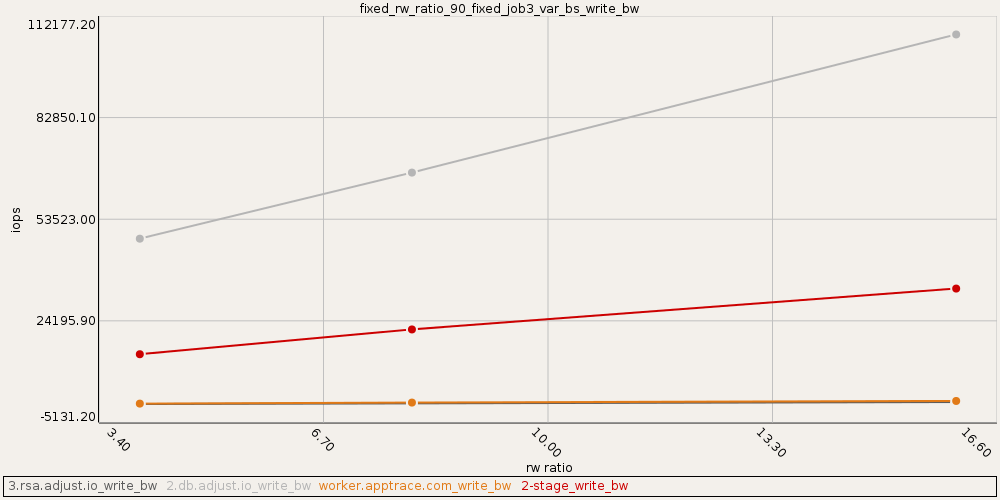 fixed_rw_ratio_90_fixed_job3_var_bs_write_bw
112177.20
82850.10
iops
53523.00
24195.90
-5131.20
3.40 6.70 10.00 13.30 16.60
rw ratio
3.rsa.adjust.io_write_bw 2.db.adjust.io_write_bw worker.apptrace.com_write_bw 2-stage_write_bw